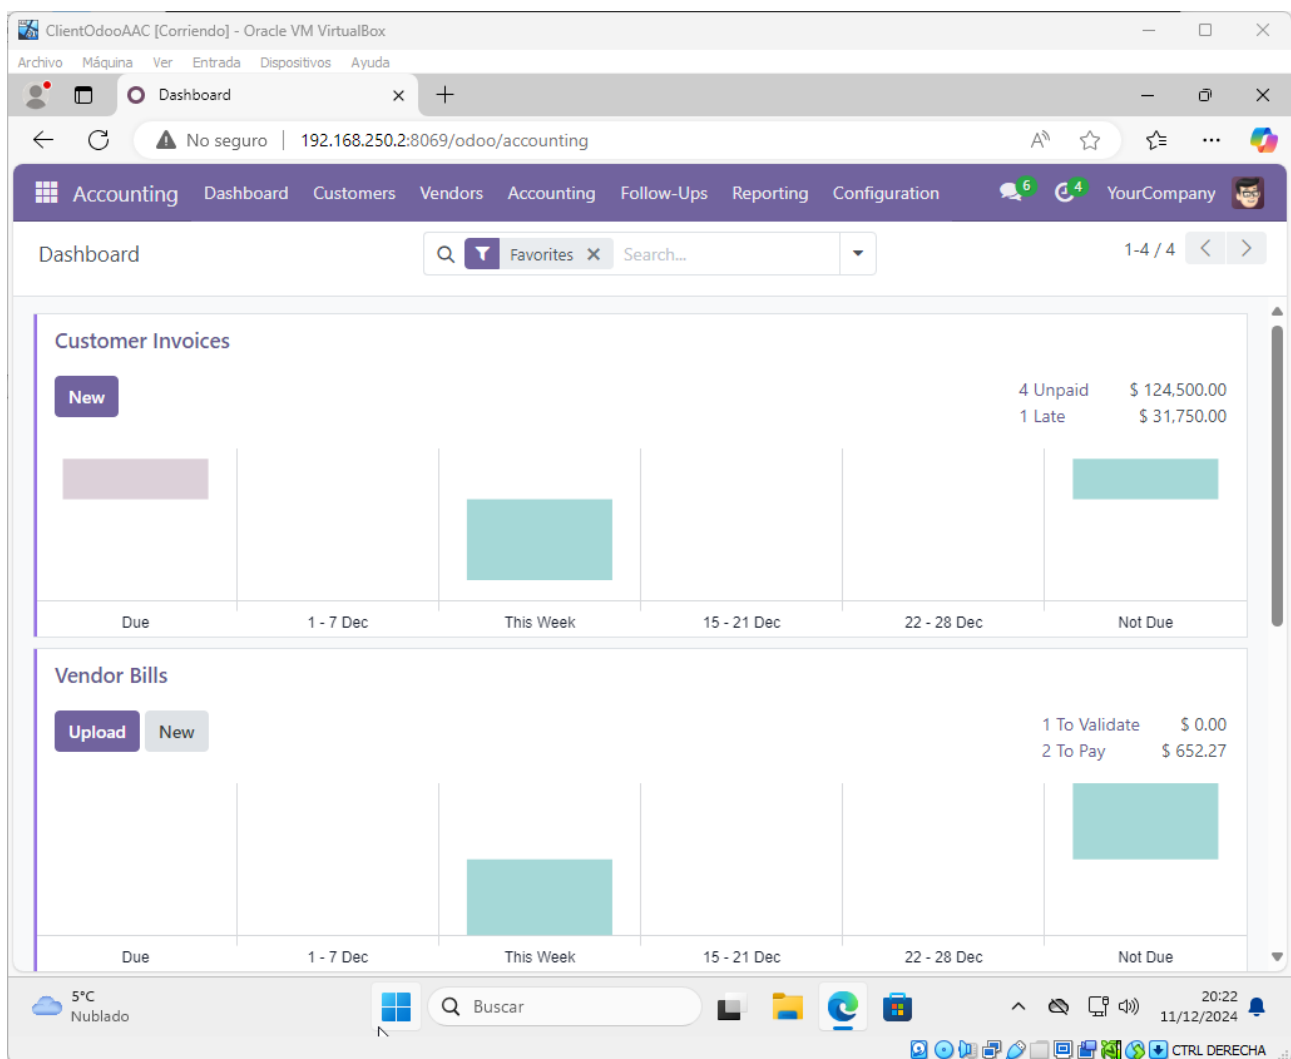 ClientOdooAAC [Corriendo] - Oracle VM VirtualBox
Archivo Máquina Ver Entrada Dispositivos Ayuda
Dashboard
No seguro 192.168.250.2:8069/odoo/accounting
Accounting Dashboard Customers Vendors Accounting Follow-Ups Reporting Configuration 6 4 YourCompany
Dashboard Favorites Search... 1-4 / 4
Customer Invoices
New
4 Unpaid $ 124,500.00
1 Late $ 31,750.00
Due 1 - 7 Dec This Week 15 - 21 Dec 22 - 28 Dec Not Due
Vendor Bills
Upload New
1 To Validate $ 0.00
2 To Pay $ 652.27
Due 1 - 7 Dec This Week 15 - 21 Dec 22 - 28 Dec Not Due
5°C
Nublado
Buscar
20:22
11/12/2024
CTRL DERECHA